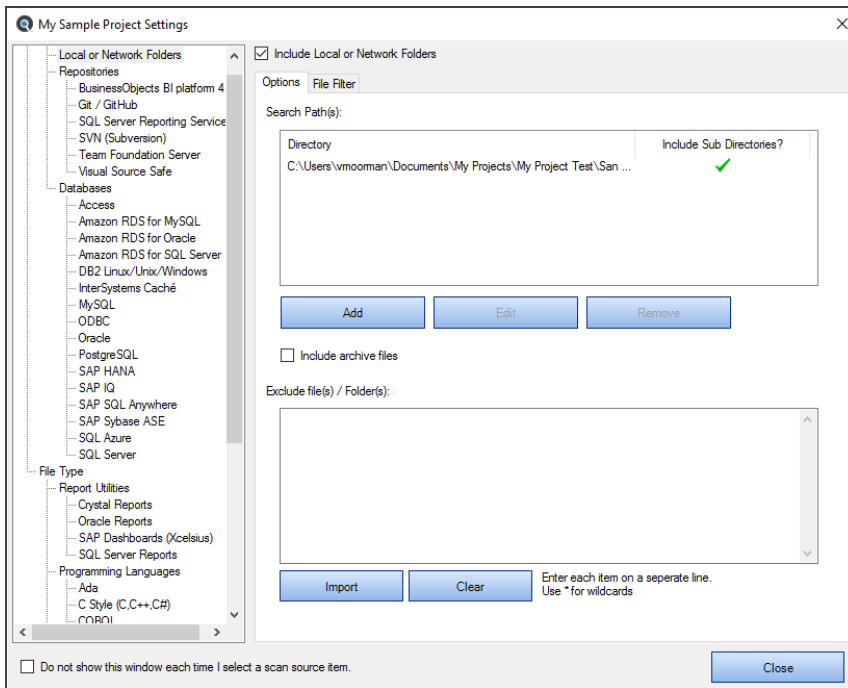 My Sample Project Settings
Local or Network Folders
Repositories
BusinessObjects BI platform 4
Git / GitHub
SQL Server Reporting Service
SVN (Subversion)
Team Foundation Server
Visual Source Safe
Databases
Access
Amazon RDS for MySQL
Amazon RDS for Oracle
Amazon RDS for SQL Server
DB2 Linux/Unix/Windows
InterSystems Caché
MySQL
ODBC
Oracle
PostgreSQL
SAP HANA
SAP IQ
SAP SQL Anywhere
SAP Sybase ASE
SQL Azure
SQL Server
File Type
Report Utilities
Crystal Reports
Oracle Reports
SAP Dashboards (Xcelsius)
SQL Server Reports
Programming Languages
Ada
C Style (C,C++,C#)
COBOL
Include Local or Network Folders
Options File Filter
Search Path(s):
Directory Include Sub Directories?
C:\Users\vmoorman\Documents\My Projects\My Project Test\San ...
Add Edit Remove
Include archive files
Exclude file(s) / Folder(s):
Import Clear
Enter each item on a seperate line.
Use * for wildcards
Do not show this window each time I select a scan source item.
Close